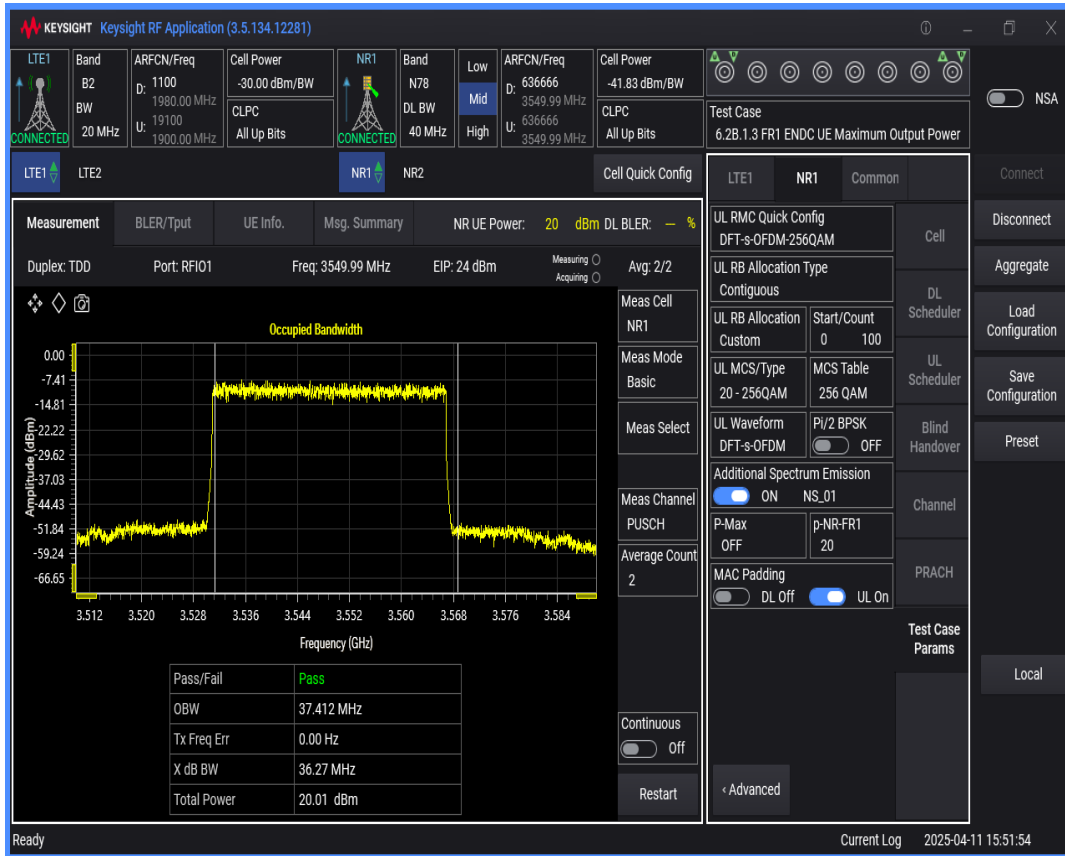 KEYSIGHT Keysight RF Application (3.5.134.12281)
LTE1 Band ARFCN/Freq Cell Power NR1 Band Low ARFCN/Freq Cell Power
B2 D: 1100 -30.00 dBm/BW N78 D: 636666 -41.83 dBm/BW
1980.00 MHz Mid 3549.99 MHz
BW U: 19100 CLPC DL BW U: 636666 CLPC
CONNECTED 20 MHz 1900.00 MHz All Up Bits CONNECTED 40 MHz High 3549.99 MHz All Up Bits
Test Case
6.2B.1.3 FR1 ENDC UE Maximum Output Power
NSA
LTE1 LTE2 NR1 NR2 Cell Quick Config
Measurement BLER/Tput UE Info. Msg. Summary NR UE Power: 20 dBm DL BLER: — %
Duplex: TDD Port: RFIO1 Freq: 3549.99 MHz EIP: 24 dBm Measuring Acquiring Avg: 2/2
Occupied Bandwidth
Amplitude (dBm)
0.00
-7.41
-14.81
-22.22
-29.62
-37.03
-44.43
-51.84
-59.24
-66.65
3.512 3.520 3.528 3.536 3.544 3.552 3.560 3.568 3.576 3.584
Frequency (GHz)
Pass/Fail Pass
OBW 37.412 MHz
Tx Freq Err 0.00 Hz
X dB BW 36.27 MHz
Total Power 20.01 dBm
Meas Cell
NR1
Meas Mode
Basic
Meas Select
Meas Channel
PUSCH
Average Count
2
Continuous
Off
Restart
LTE1 NR1 Common
UL RMC Quick Config
DFT-s-OFDM-256QAM
UL RB Allocation Type
Contiguous
UL RB Allocation Start/Count
Custom 0 100
UL MCS/Type MCS Table
20 - 256QAM 256 QAM
UL Waveform Pi/2 BPSK
DFT-s-OFDM OFF
Additional Spectrum Emission
ON NS_01
P-Max p-NR-FR1
OFF 20
MAC Padding
DL Off UL On
‹ Advanced
Cell
DL
Scheduler
UL
Scheduler
Blind
Handover
Channel
PRACH
Test Case
Params
Connect
Disconnect
Aggregate
Load
Configuration
Save
Configuration
Preset
Local
Ready Current Log 2025-04-11 15:51:54